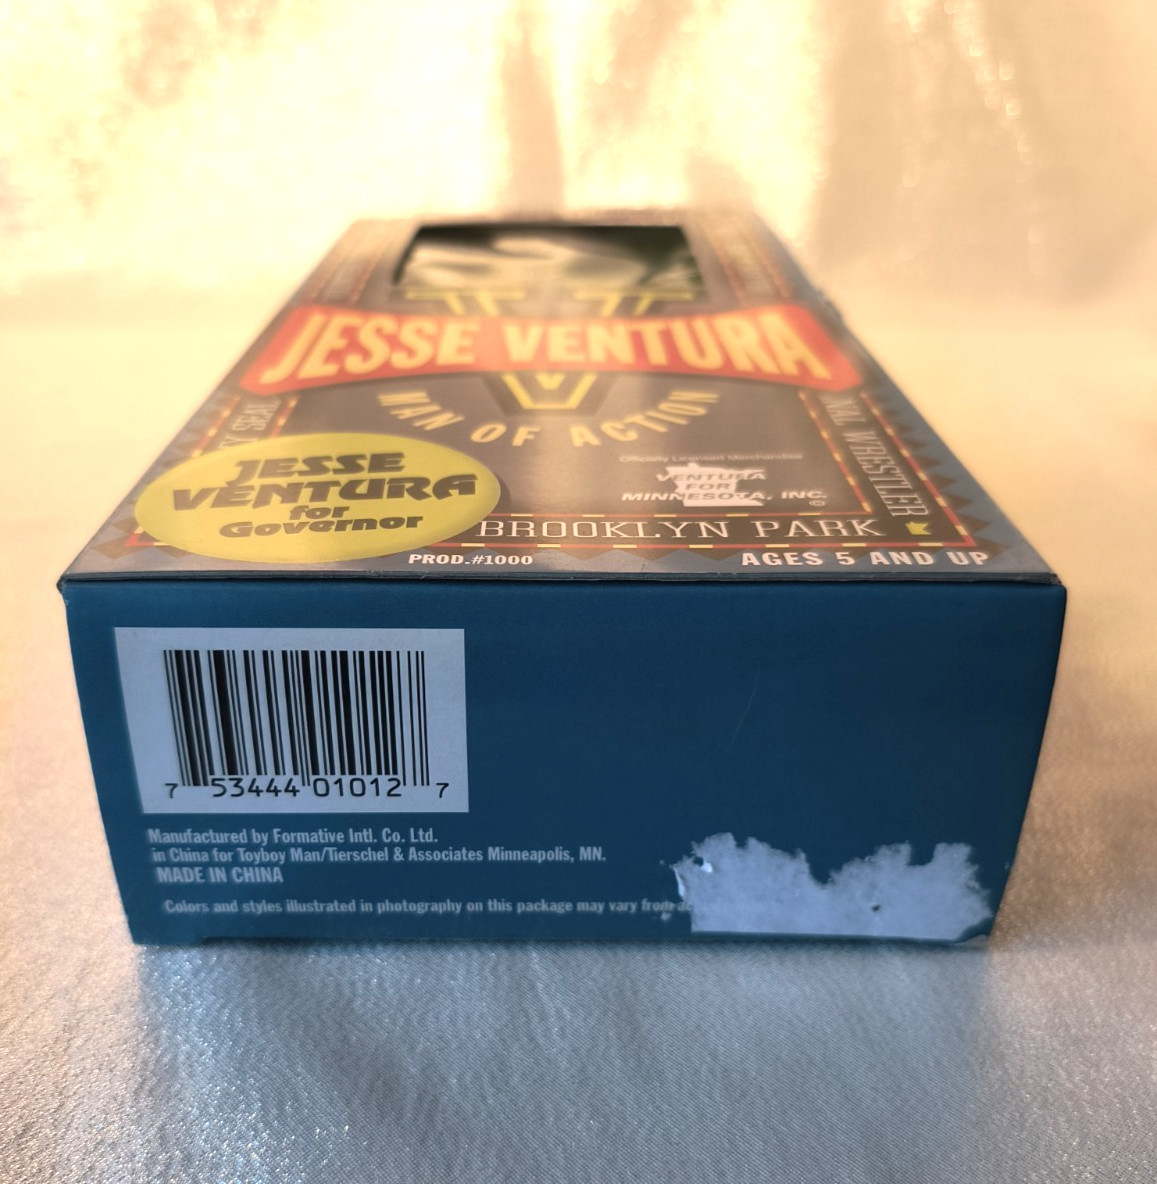 JESSE VENTURA
MAN OF ACTION
JESSE
VENTURA
for
Governor
Officially Licensed Merchandise
VENTURA
FOR
MINNESOTA, INC.
WRESTLER
BROOKLYN PARK
PROD.#1000
AGES 5 AND UP
7 53444 01012 7
Manufactured by Formative Intl. Co. Ltd.
in China for Toyboy Man/Tierschel & Associates Minneapolis, MN.
MADE IN CHINA
Colors and styles illustrated in photography on this package may vary from